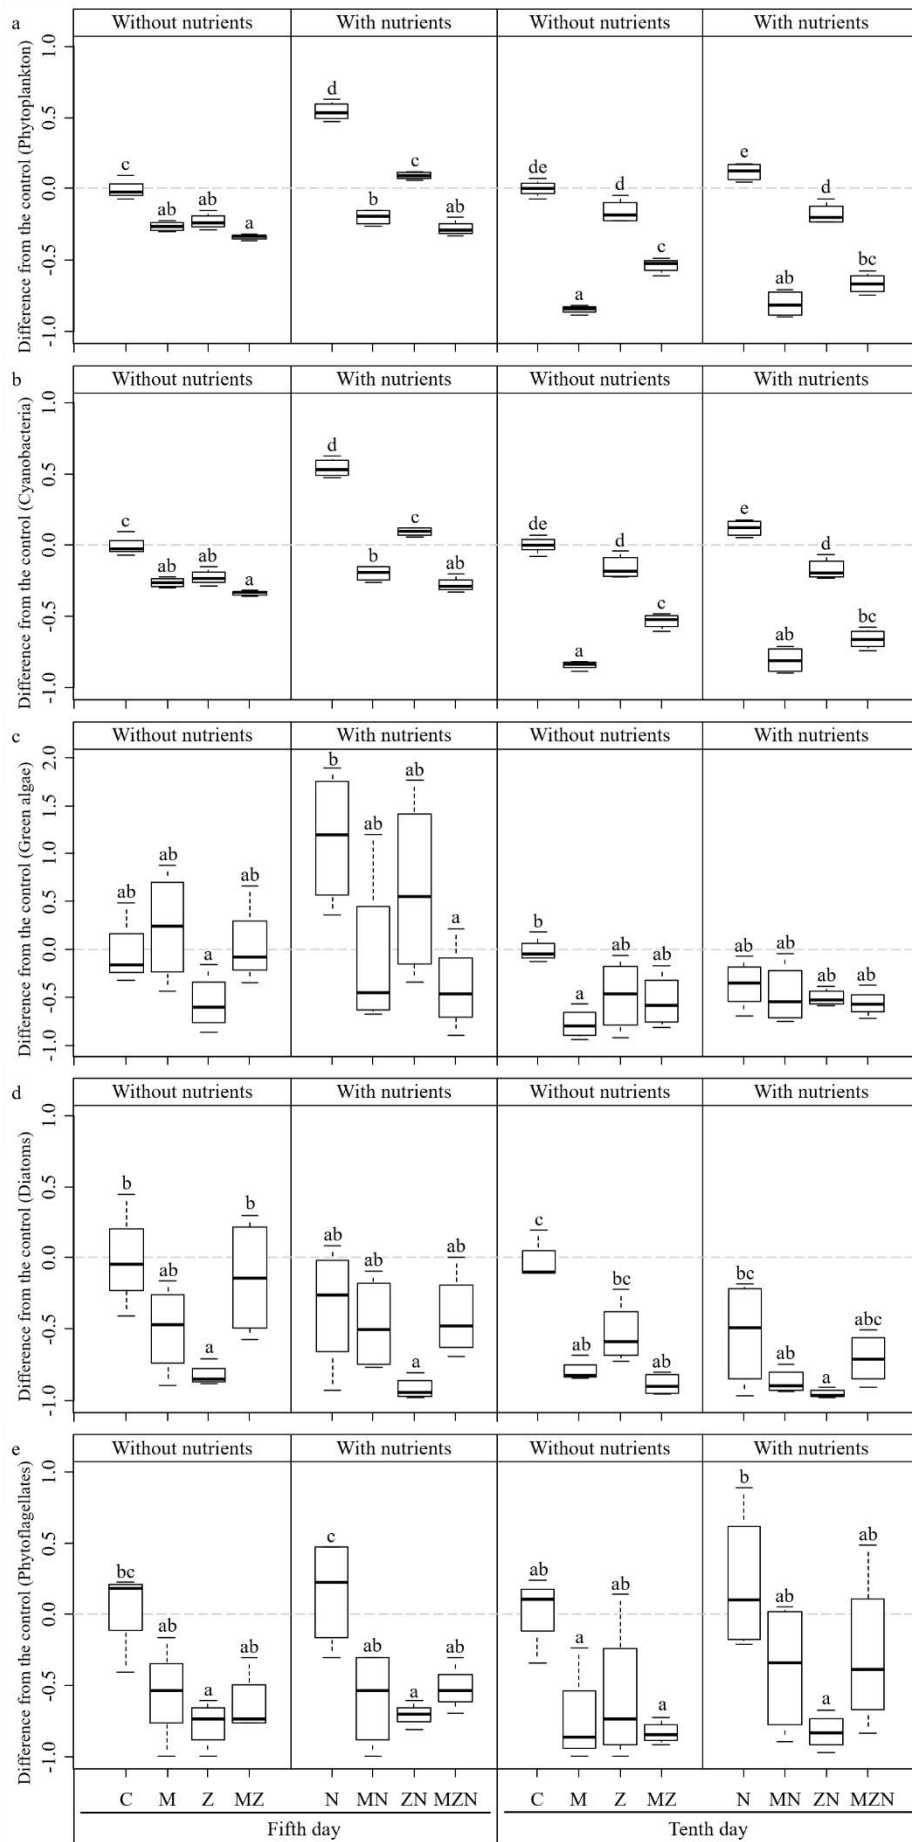 a
Without nutrients With nutrients Without nutrients With nutrients
Difference from the control (Phytoplankton)
1.0
0.5
0.0
-0.5
-1.0
c ab ab a d b c ab de a d c e ab d bc
b
Without nutrients With nutrients Without nutrients With nutrients
Difference from the control (Cyanobacteria)
1.0
0.5
0.0
-0.5
-1.0
c ab ab a d b c ab de a d c e ab d bc
c
Without nutrients With nutrients Without nutrients With nutrients
Difference from the control (Green algae)
2.0
1.5
1.0
0.5
0.0
-0.5
-1.0
ab ab a ab b ab ab a b a ab ab ab ab ab ab
d
Without nutrients With nutrients Without nutrients With nutrients
Difference from the control (Diatoms)
1.0
0.5
0.0
-0.5
-1.0
b ab a b ab ab a ab c ab bc ab bc ab a abc
e
Without nutrients With nutrients Without nutrients With nutrients
Difference from the control (Phytoflagellates)
1.0
0.5
0.0
-0.5
-1.0
bc ab a ab c ab a ab ab a ab a b ab a ab
C M Z MZ N MN ZN MZN C M Z MZ N MN ZN MZN
Fifth day Tenth day